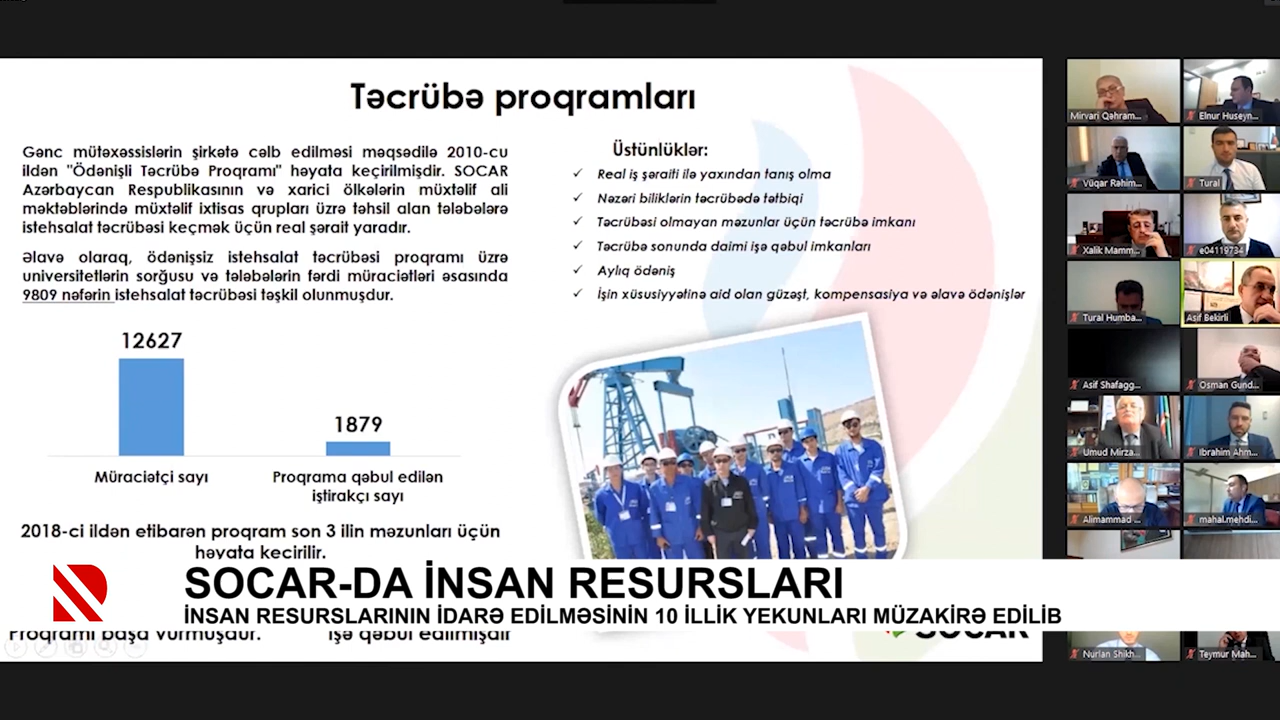 Təcrübə proqramları
Gənc mütəxəssislərin şirkətə cəlb edilməsi məqsədilə 2010-cu
ildən "Ödənişli Təcrübə Proqramı" həyata keçirilmişdir. SOCAR
Azərbaycan Respublikasının və xarici ölkələrin müxtəlif ali
məktəblərində müxtəlif ixtisas qrupları üzrə təhsil alan tələbələrə
istehsalat təcrübəsi keçmək üçün real şərait yaradır.
Əlavə olaraq, ödənişsiz istehsalat təcrübəsi proqramı üzrə
universitetlərin sorğusu və tələbələrin fərdi müraciətləri əsasında
9809 nəfərin istehsalat təcrübəsi təşkil olunmuşdur.
12627
1879
Müraciətçi sayı
Proqrama qəbul edilən
iştirakçı sayı
2018-ci ildən etibarən proqram son 3 ilin məzunları üçün
həyata keçirilir.
Proqramı başa vurmuşdur.
işə qəbul edilmişdir
Üstünlüklər:
✓ Real iş şəraiti ilə yaxından tanış olma
✓ Nəzəri biliklərin təcrübədə tətbiqi
✓ Təcrübəsi olmayan məzunlar üçün təcrübə imkanı
✓ Təcrübə sonunda daimi işə qəbul imkanları
✓ Aylıq ödəniş
✓ İşin xüsusiyyətinə aid olan güzəşt, kompensasiya və əlavə ödənişlər
SOCAR
SOCAR-DA İNSAN RESURSLARI
İNSAN RESURSLARININ İDARƏ EDİLMƏSİNİN 10 İLLİK YEKUNLARI MÜZAKİRƏ EDİLİB
Mirvari Qəhram...
Elnur Huseyn...
Vüqar Rəhim...
Tural
Xalik Mamm...
e04119734
Tural Humba...
Asif Bekirli
Asif Shafagg...
Osman Gund...
Umud Mirza...
Ibrahim Ahm...
Alimammad ...
mahal.mehdi...
Nurlan Shikh...
Teymur Mah...